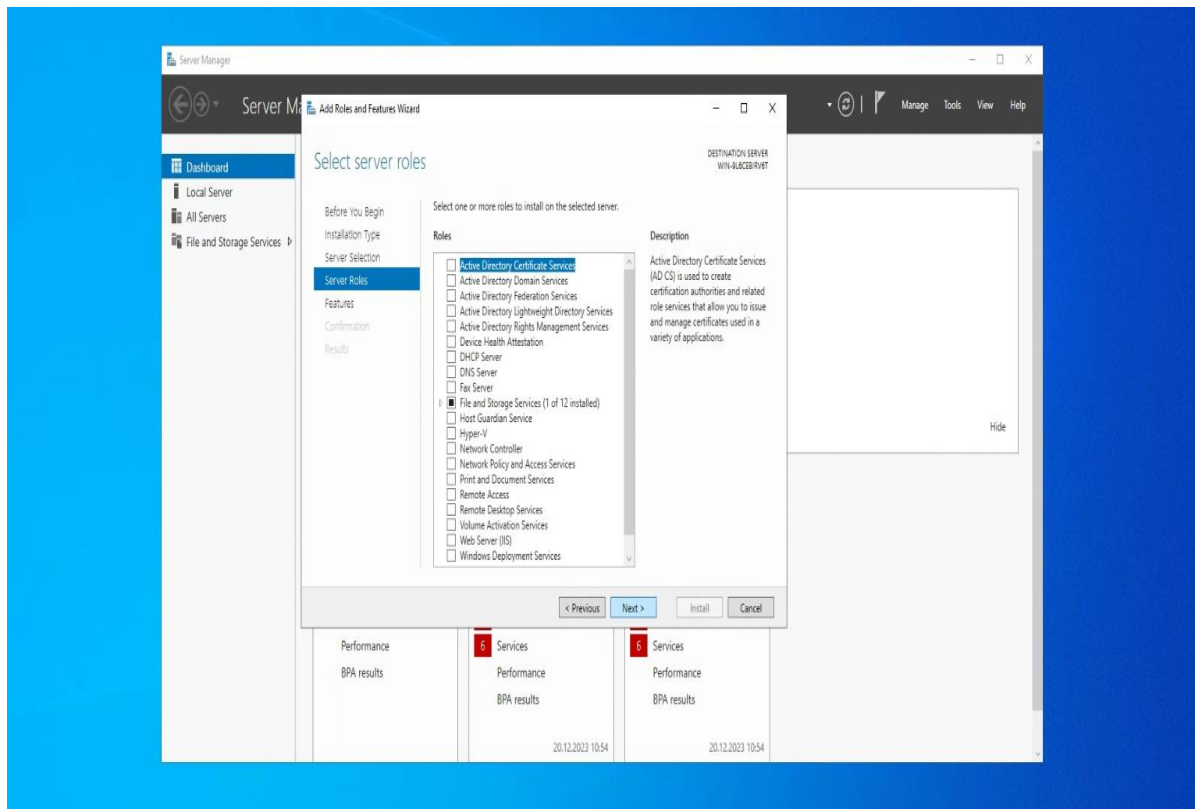 Server Manager
Server Ma
Manage Tools View Help
Dashboard
Local Server
All Servers
File and Storage Services
Add Roles and Features Wizard
Select server roles
DESTINATION SERVER
WIN-9L6CEBIRV6T
Before You Begin
Installation Type
Server Selection
Server Roles
Features
Confirmation
Results
Select one or more roles to install on the selected server.
Roles
Active Directory Certificate Services
Active Directory Domain Services
Active Directory Federation Services
Active Directory Lightweight Directory Services
Active Directory Rights Management Services
Device Health Attestation
DHCP Server
DNS Server
Fax Server
File and Storage Services (1 of 12 installed)
Host Guardian Service
Hyper-V
Network Controller
Network Policy and Access Services
Print and Document Services
Remote Access
Remote Desktop Services
Volume Activation Services
Web Server (IIS)
Windows Deployment Services
Description
Active Directory Certificate Services
(AD CS) is used to create
certification authorities and related
role services that allow you to issue
and manage certificates used in a
variety of applications.
< Previous Next > Install Cancel
Hide
Performance
BPA results
6 Services
Performance
BPA results
20.12.2023 10:54
6 Services
Performance
BPA results
20.12.2023 10:54